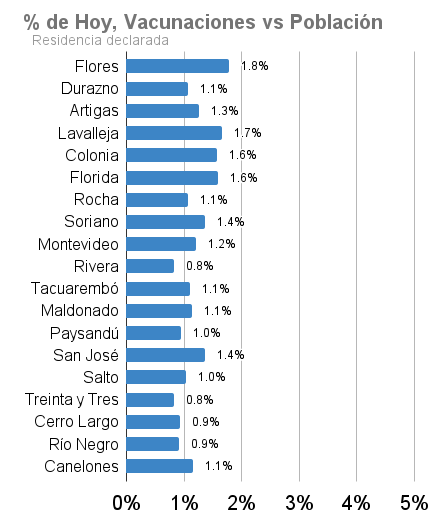 % de Hoy, Vacunaciones vs Población
Residencia declarada
Flores 1.8%
Durazno 1.1%
Artigas 1.3%
Lavalleja 1.7%
Colonia 1.6%
Florida 1.6%
Rocha 1.1%
Soriano 1.4%
Montevideo 1.2%
Rivera 0.8%
Tacuarembó 1.1%
Maldonado 1.1%
Paysandú 1.0%
San José 1.4%
Salto 1.0%
Treinta y Tres 0.8%
Cerro Largo 0.9%
Río Negro 0.9%
Canelones 1.1%
0% 1% 2% 3% 4% 5%